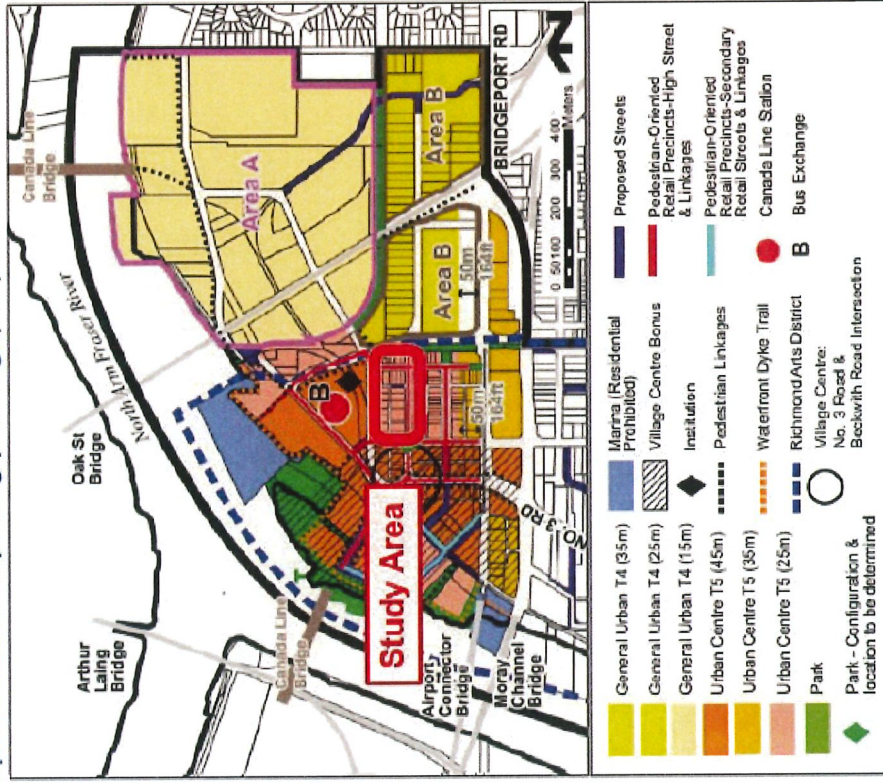 Canada Line
Bridge
North Arm Fraser River
Oak St
Bridge
Arthur
Laing
Bridge
Canada Line
Bridge
Area A
Area B
Area B
B
50m
164ft
50m
164ft
BRIDGEPORT RD
N
0 50 100 200 300 400
Meters
Study Area
T
NO. 3 RD
Airport
Connector
Bridge
Moray
Channel
Bridge
General Urban T4 (35m)
General Urban T4 (25m)
General Urban T4 (15m)
Urban Centre T5 (45m)
Urban Centre T5 (35m)
Urban Centre T5 (25m)
Park
Park - Configuration &
location to be determined
Marina (Residential
Prohibited)
Village Centre Bonus
Institution
Pedestrian Linkages
Waterfront Dyke Trail
Richmond Arts District
Village Centre:
No. 3 Road &
Beckwith Road Intersection
Proposed Streets
Pedestrian-Oriented
Retail Precincts-High Street
& Linkages
Pedestrian-Oriented
Retail Precincts-Secondary
Retail Streets & Linkages
Canada Line Station
B Bus Exchange